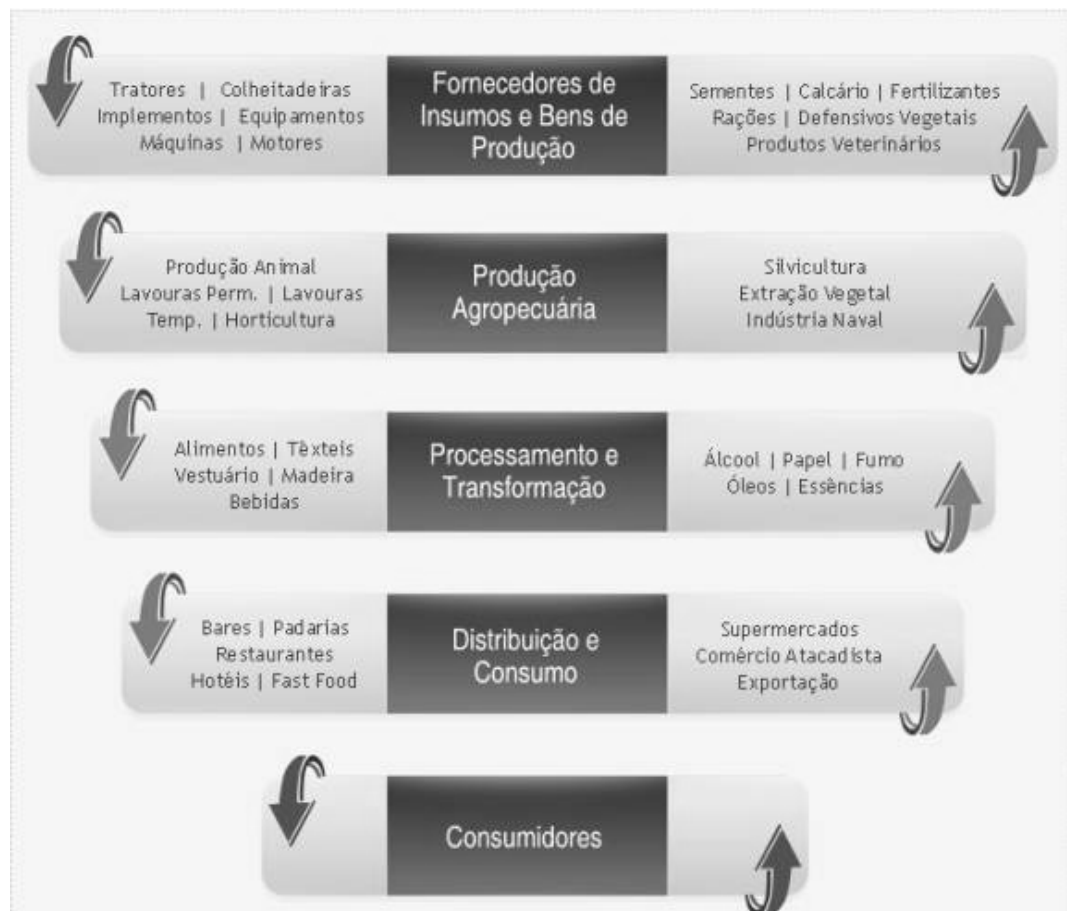 Tratores | Colheitadeiras
Implementos | Equipamentos
Máquinas | Motores
Fornecedores de
Insumos e Bens de
Produção
Sementes | Calcário | Fertilizantes
Rações | Defensivos Vegetais
Produtos Veterinários
Produção Animal
Lavouras Perm. | Lavouras
Temp. | Horticultura
Produção
Agropecuária
Silvicultura
Extração Vegetal
Indústria Naval
Alimentos | Têxteis
Vestuário | Madeira
Bebidas
Processamento e
Transformação
Álcool | Papel | Fumo
Óleos | Essências
Bares | Padarias
Restaurantes
Hotéis | Fast Food
Distribuição e
Consumo
Supermercados
Comércio Atacadista
Exportação
Consumidores